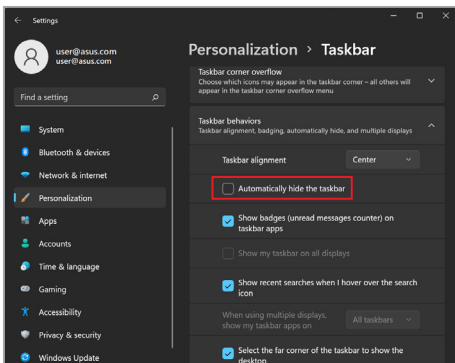 Settings
user@asus.com
user@asus.com
Find a setting
System
Bluetooth & devices
Network & internet
Personalization
Apps
Accounts
Time & language
Gaming
Accessibility
Privacy & security
Windows Update
Personalization > Taskbar
Taskbar corner overflow
Choose which icons may appear in the taskbar corner – all others will
appear in the taskbar corner overflow menu
Taskbar behaviors
Taskbar alignment, badging, automatically hide, and multiple displays
Taskbar alignment
Center
Automatically hide the taskbar
Show badges (unread messages counter) on
taskbar apps
Show my taskbar on all displays
Show recent searches when I hover over the search
icon
When using multiple displays,
show my taskbar apps on
All taskbars
Select the far corner of the taskbar to show the
desktop